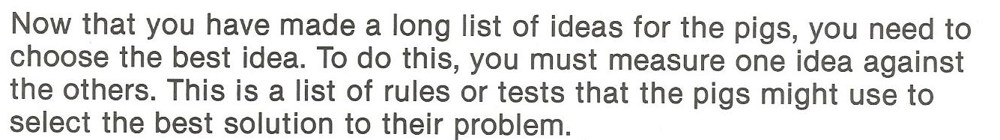 Now that you have made a long list of ideas for the pigs, you need to
choose the best idea. To do this, you must measure one idea against
the others. This is a list of rules or tests that the pigs might use to
select the best solution to their problem.